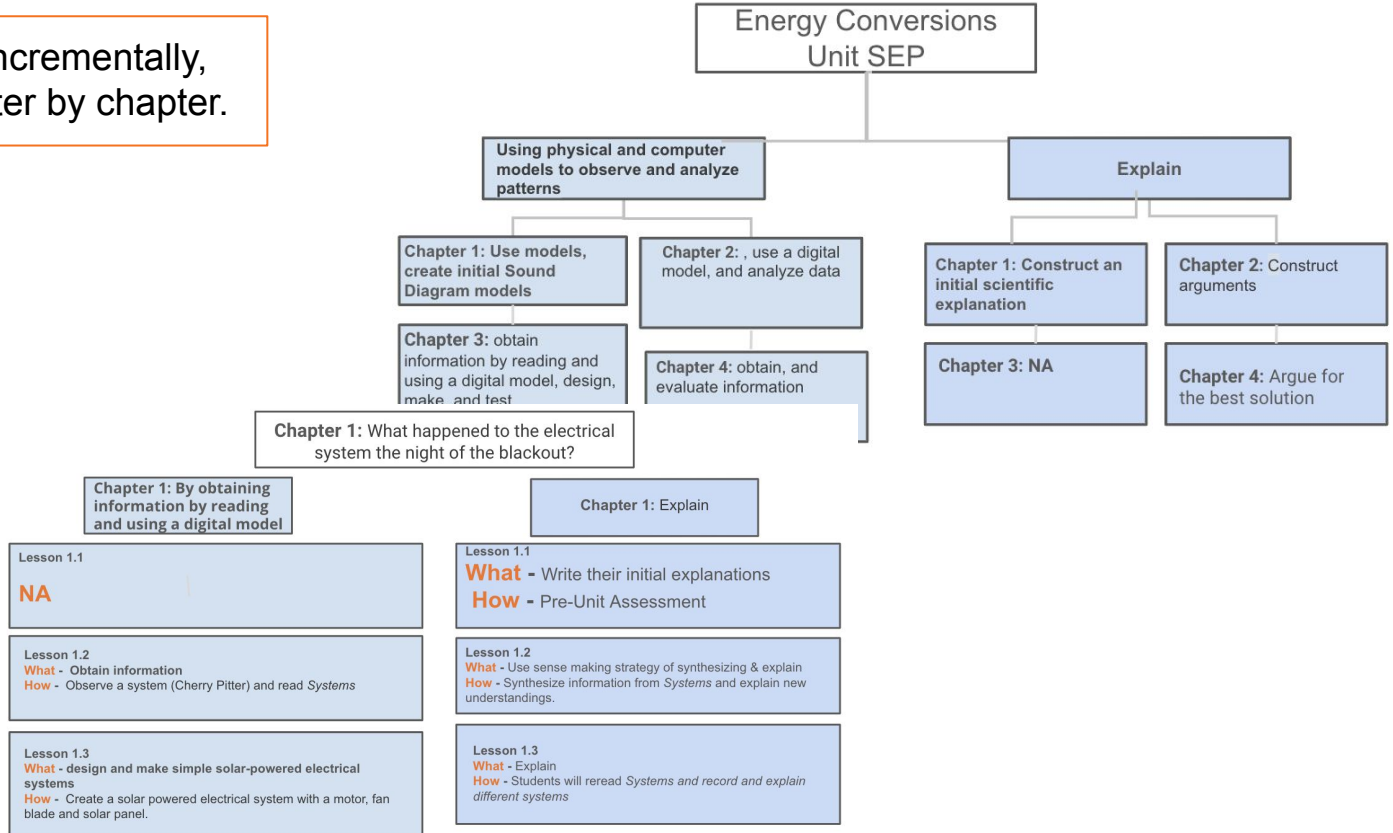 ncrementally,
ter by chapter.
Energy Conversions
Unit SEP
Using physical and computer
models to observe and analyze
patterns
Explain
Chapter 1: Use models,
create initial Sound
Diagram models
Chapter 2: , use a digital
model, and analyze data
Chapter 1: Construct an
initial scientific
explanation
Chapter 2: Construct
arguments
Chapter 3: obtain
information by reading and
using a digital model, design,
make, and test
Chapter 4: obtain, and
evaluate information
Chapter 3: NA
Chapter 4: Argue for
the best solution
Chapter 1: What happened to the electrical
system the night of the blackout?
Chapter 1: By obtaining
information by reading
and using a digital model
Chapter 1: Explain
Lesson 1.1
NA
Lesson 1.1
What - Write their initial explanations
How - Pre-Unit Assessment
Lesson 1.2
What - Obtain information
How - Observe a system (Cherry Pitter) and read Systems
Lesson 1.2
What - Use sense making strategy of synthesizing & explain
How - Synthesize information from Systems and explain new
understandings.
Lesson 1.3
What - design and make simple solar-powered electrical
systems
How - Create a solar powered electrical system with a motor, fan
blade and solar panel.
Lesson 1.3
What - Explain
How - Students will reread Systems and record and explain
different systems